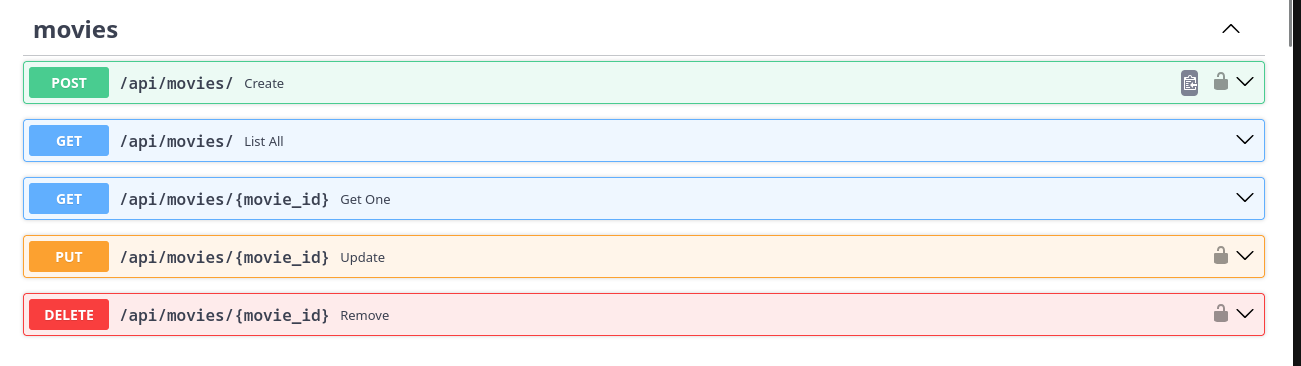 movies
POST /api/movies/ Create
GET /api/movies/ List All
GET /api/movies/{movie_id} Get One
PUT /api/movies/{movie_id} Update
DELETE /api/movies/{movie_id} Remove